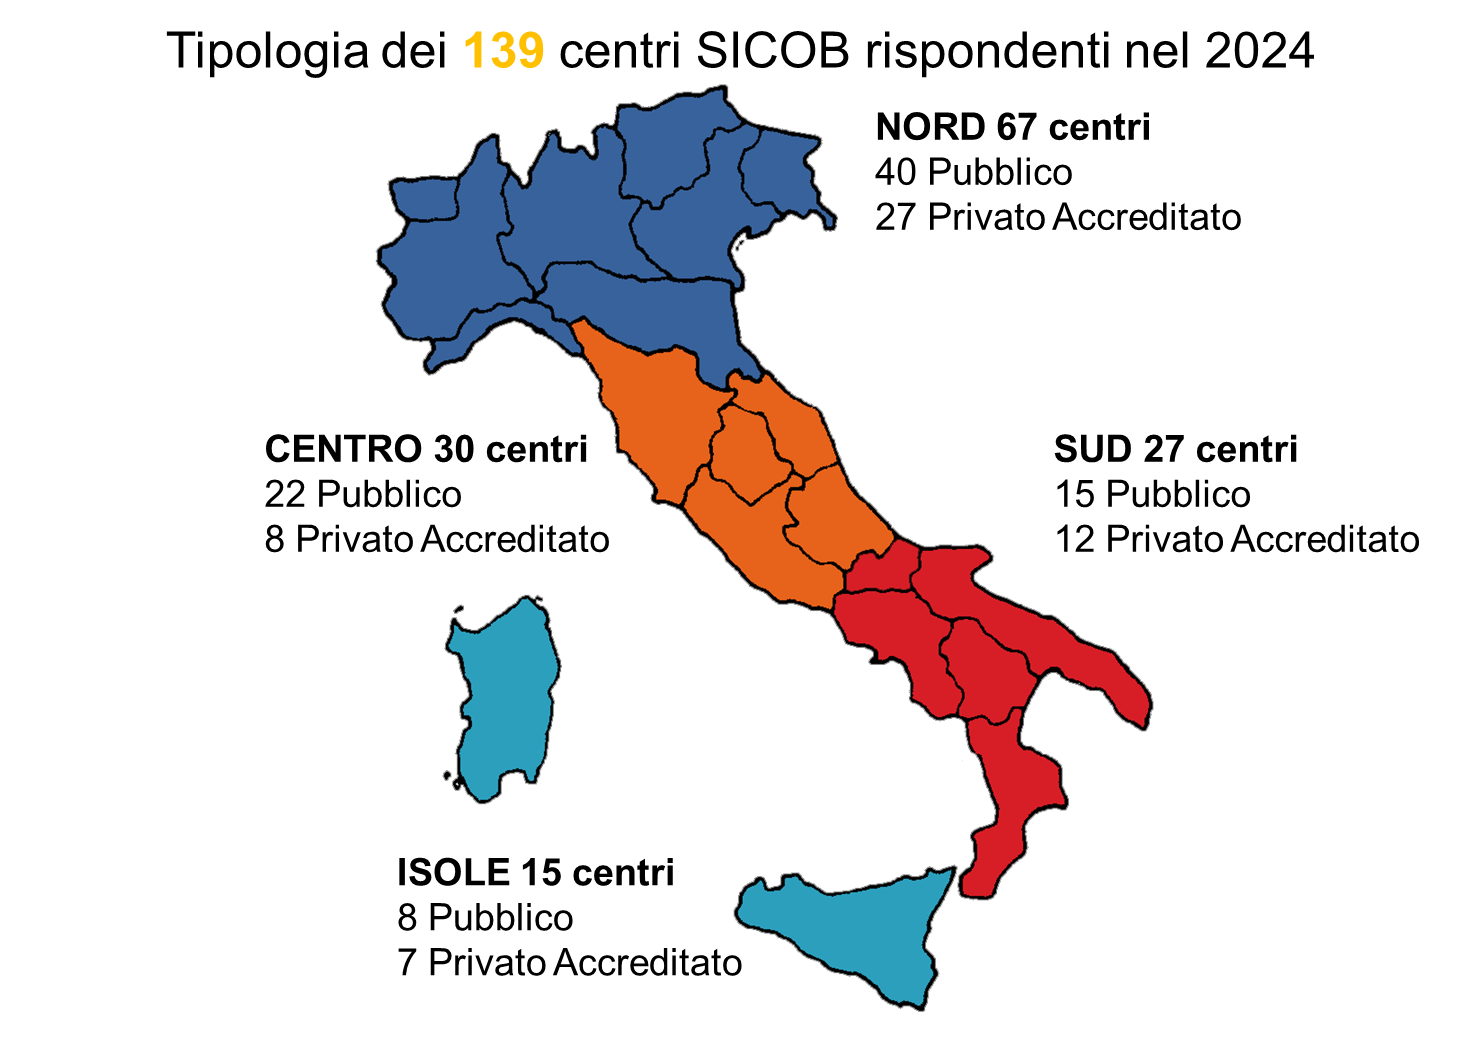 Tipologia dei 139 centri SICOB rispondenti nel 2024
NORD 67 centri
40 Pubblico
27 Privato Accreditato
CENTRO 30 centri
22 Pubblico
8 Privato Accreditato
SUD 27 centri
15 Pubblico
12 Privato Accreditato
ISOLE 15 centri
8 Pubblico
7 Privato Accreditato